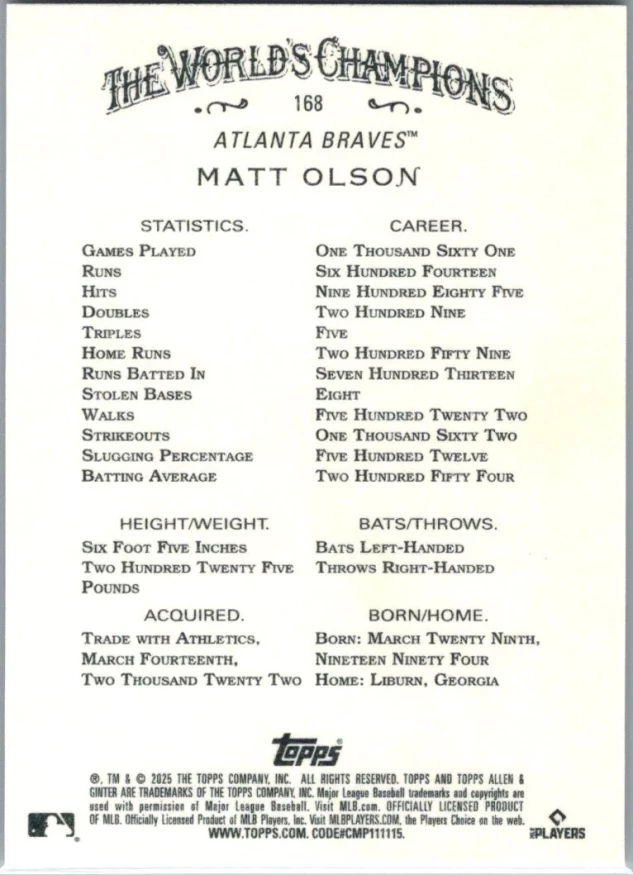 THE WORLD'S CHAMPIONS
168
ATLANTA BRAVES™
MATT OLSON
STATISTICS. CAREER.
GAMES PLAYED ONE THOUSAND SIXTY ONE
RUNS SIX HUNDRED FOURTEEN
HITS NINE HUNDRED EIGHTY FIVE
DOUBLES TWO HUNDRED NINE
TRIPLES FIVE
HOME RUNS TWO HUNDRED FIFTY NINE
RUNS BATTED IN SEVEN HUNDRED THIRTEEN
STOLEN BASES EIGHT
WALKS FIVE HUNDRED TWENTY TWO
STRIKEOUTS ONE THOUSAND SIXTY TWO
SLUGGING PERCENTAGE FIVE HUNDRED TWELVE
BATTING AVERAGE TWO HUNDRED FIFTY FOUR
HEIGHT/WEIGHT. BATS/THROWS.
SIX FOOT FIVE INCHES BATS LEFT-HANDED
TWO HUNDRED TWENTY FIVE THROWS RIGHT-HANDED
POUNDS
ACQUIRED. BORN/HOME.
TRADE WITH ATHLETICS, BORN: MARCH TWENTY NINTH,
MARCH FOURTEENTH, NINETEEN NINETY FOUR
TWO THOUSAND TWENTY TWO HOME: LIBURN, GEORGIA
topps®
®, TM & © 2025 THE TOPPS COMPANY, INC. ALL RIGHTS RESERVED. TOPPS AND TOPPS ALLEN &
GINTER ARE TRADEMARKS OF THE TOPPS COMPANY, INC. Major League Baseball trademarks and copyrights are
used with permission of Major League Baseball. Visit MLB.com. OFFICIALLY LICENSED PRODUCT
OF MLB. Officially Licensed Product of MLB Players, Inc. Visit MLBPLAYERS.COM, the Players Choice on the web.
WWW.TOPPS.COM. CODE#CMP111115.
MLB PLAYERS